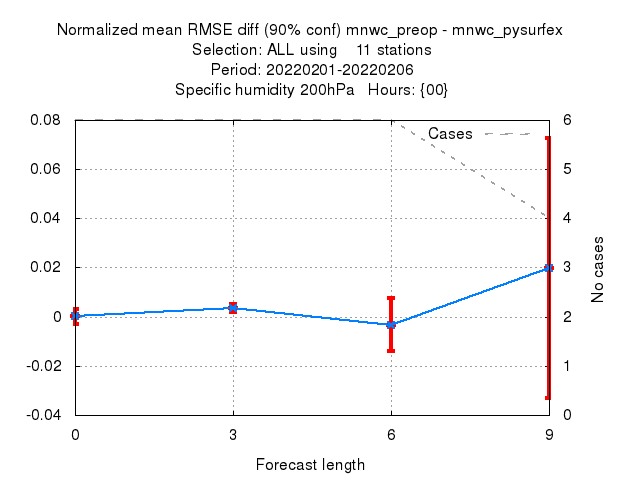 Normalized mean RMSE diff (90% conf) mnwc_preop - mnwc_pysurfex
Selection: ALL using    11 stations
Period: 20220201-20220206
Specific humidity 200hPa   Hours: {00}
Cases
0.08
0.06
0.04
0.02
0
-0.02
-0.04
6
5
4
3
2
1
0
No cases
0 3 6 9
Forecast length